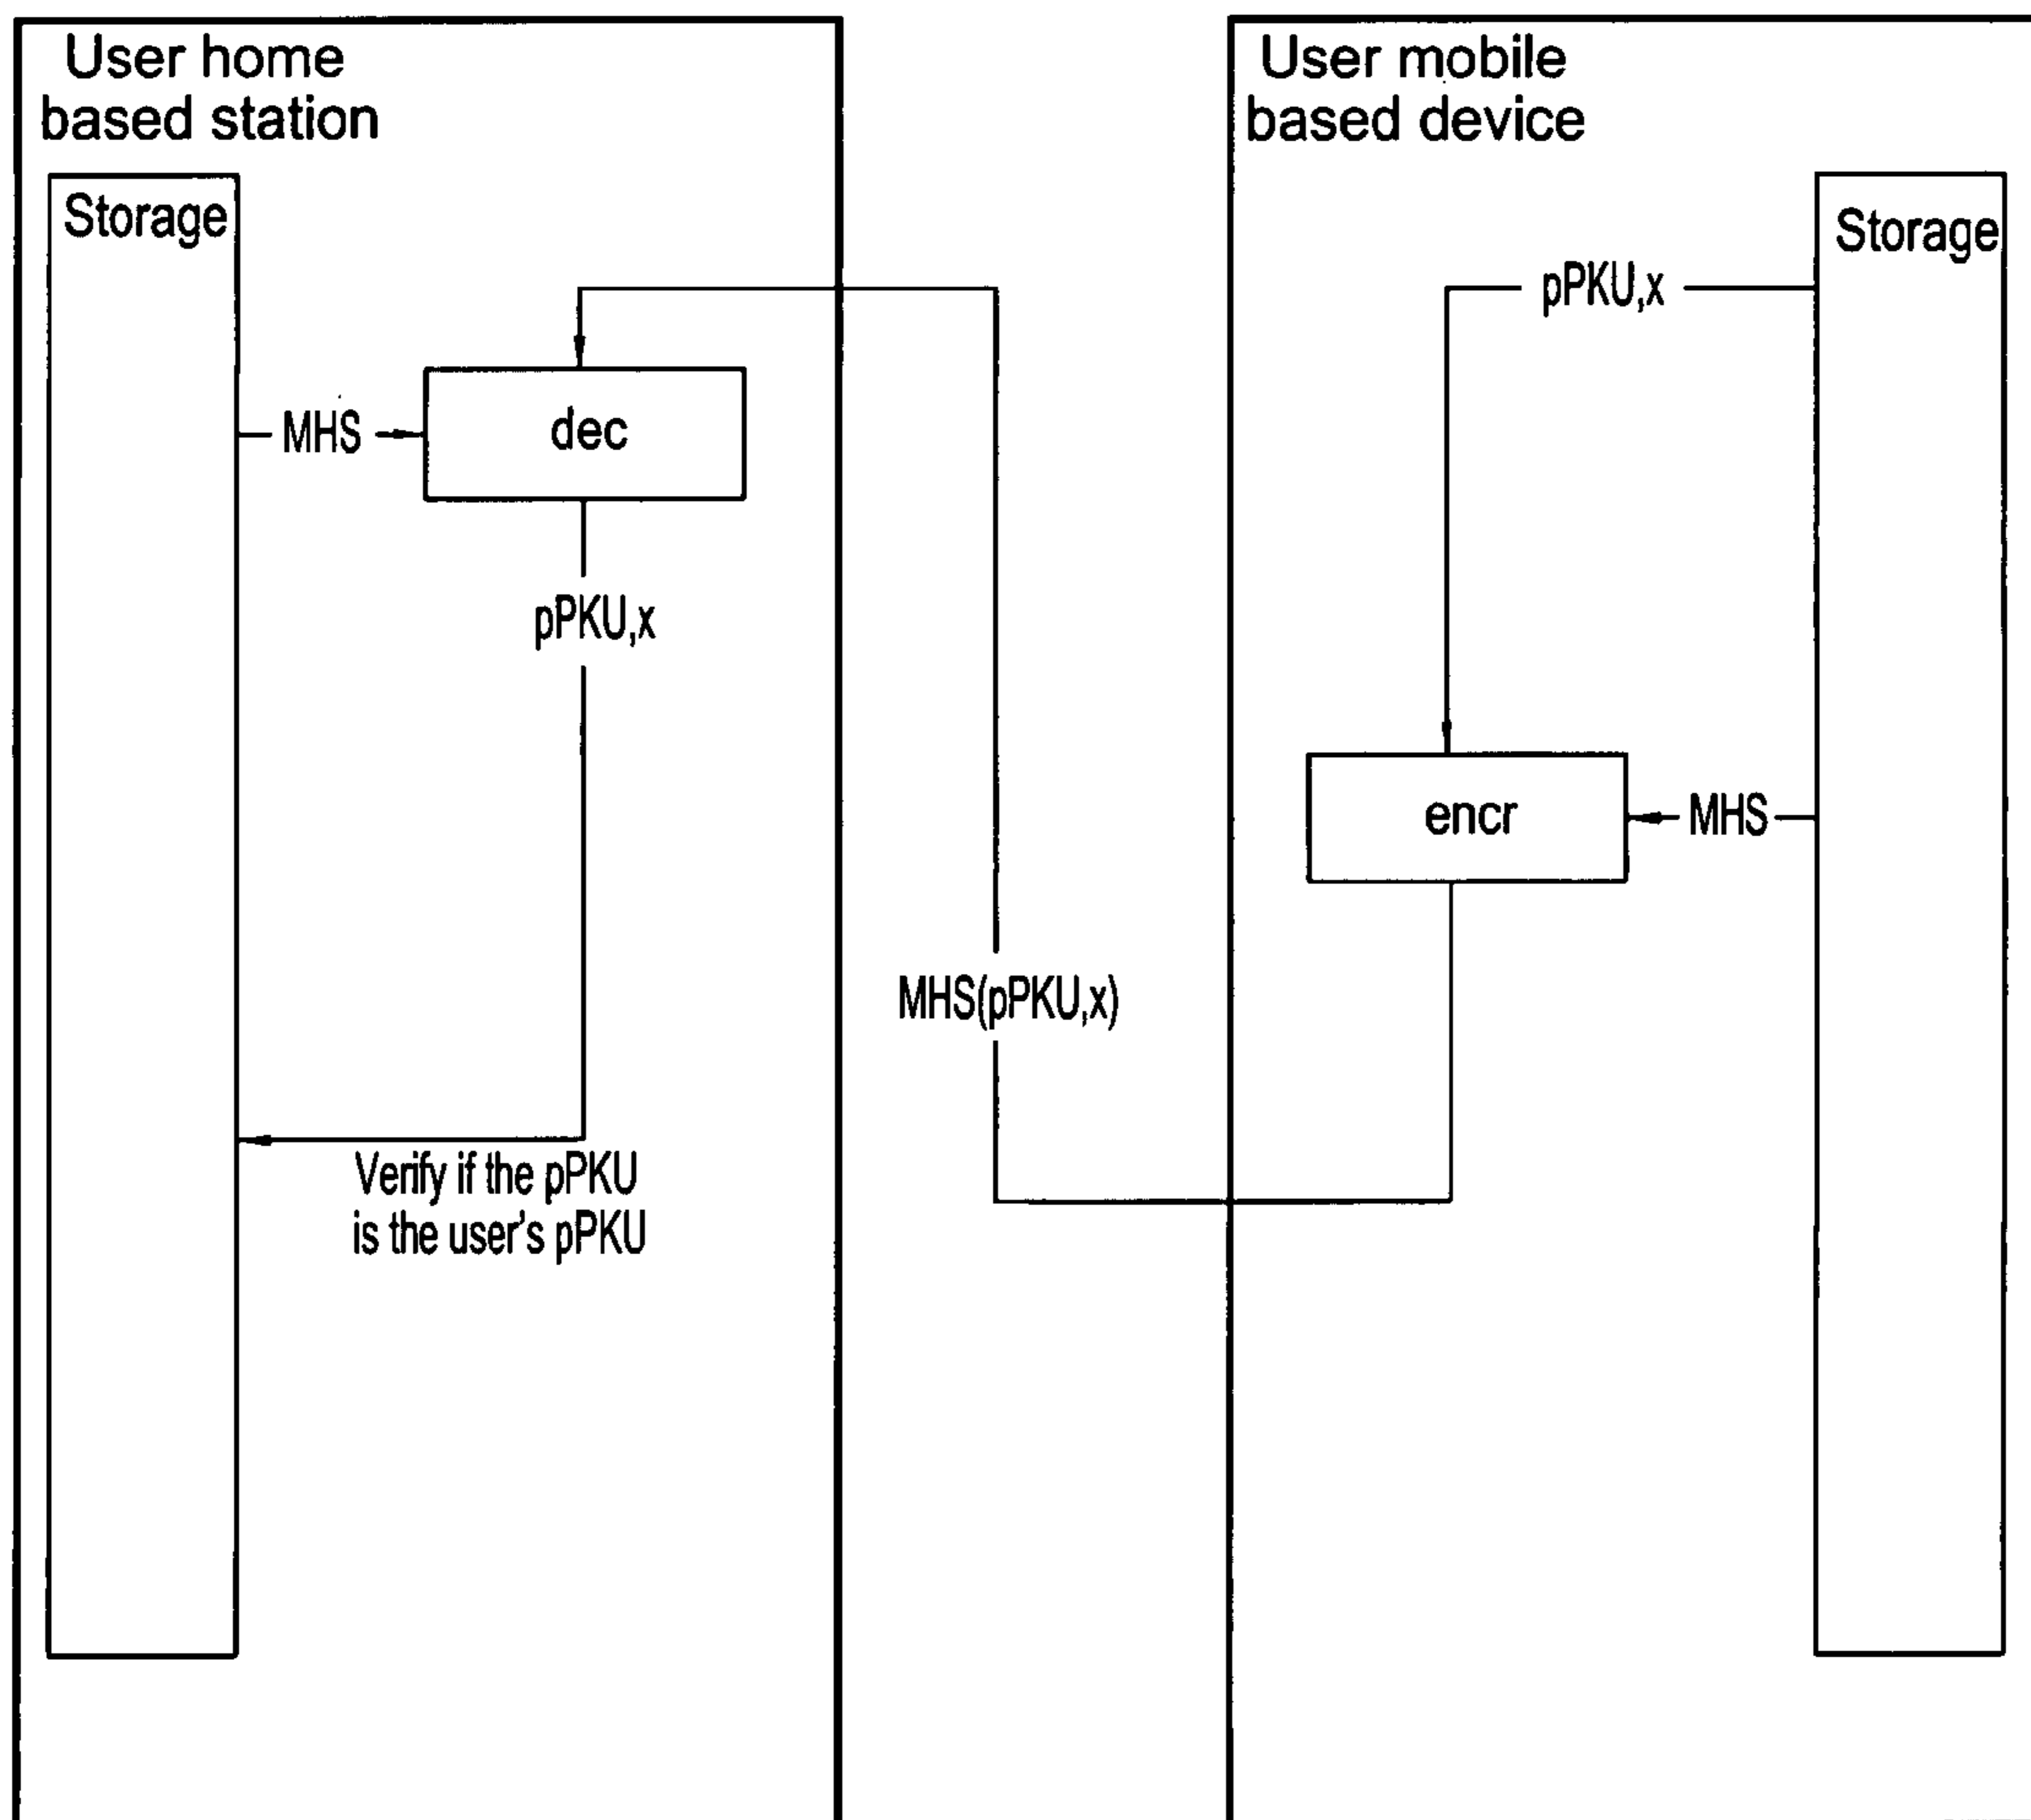 User home
based station
Storage
MHS
dec
pPKU,x
Verify if the pPKU
is the user's pPKU
MHS(pPKU,x)
User mobile
based device
Storage
pPKU,x
encr
MHS